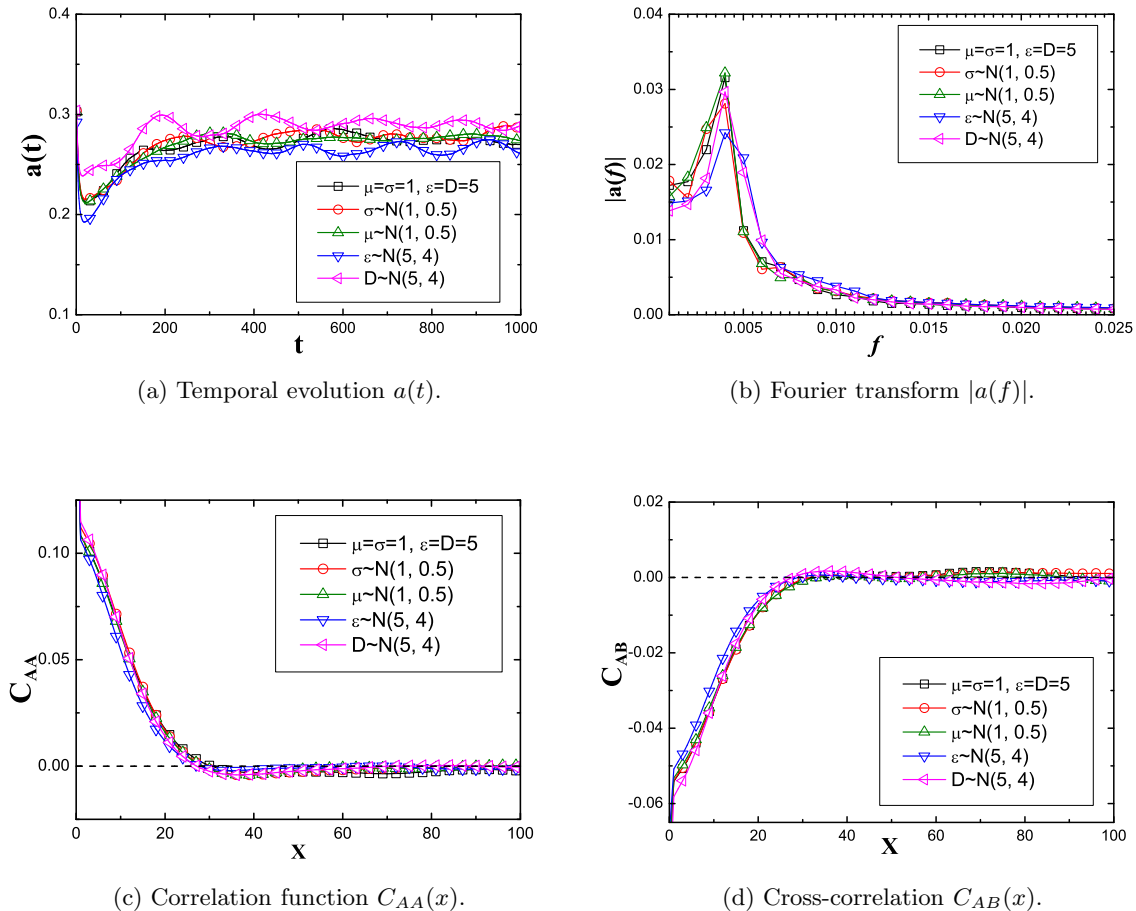 0.4
0.3
0.2
0.1
a(t)
0 200 400 600 800 1000
t
μ=σ=1, ε=D=5
σ~N(1, 0.5)
μ~N(1, 0.5)
ε~N(5, 4)
D~N(5, 4)
(a) Temporal evolution a(t).
0.04
0.03
0.02
0.01
0.00
|a(f)|
0.005 0.010 0.015 0.020 0.025
f
μ=σ=1, ε=D=5
σ~N(1, 0.5)
μ~N(1, 0.5)
ε~N(5, 4)
D~N(5, 4)
(b) Fourier transform |a(f)|.
0.10
0.05
0.00
C_AA
0 20 40 60 80 100
x
μ=σ=1, ε=D=5
σ~N(1, 0.5)
μ~N(1, 0.5)
ε~N(5, 4)
D~N(5, 4)
(c) Correlation function C_AA(x).
0.02
0.00
-0.02
-0.04
-0.06
C_AB
0 20 40 60 80 100
x
μ=σ=1, ε=D=5
σ~N(1, 0.5)
μ~N(1, 0.5)
ε~N(5, 4)
D~N(5, 4)
(d) Cross-correlation C_AB(x).